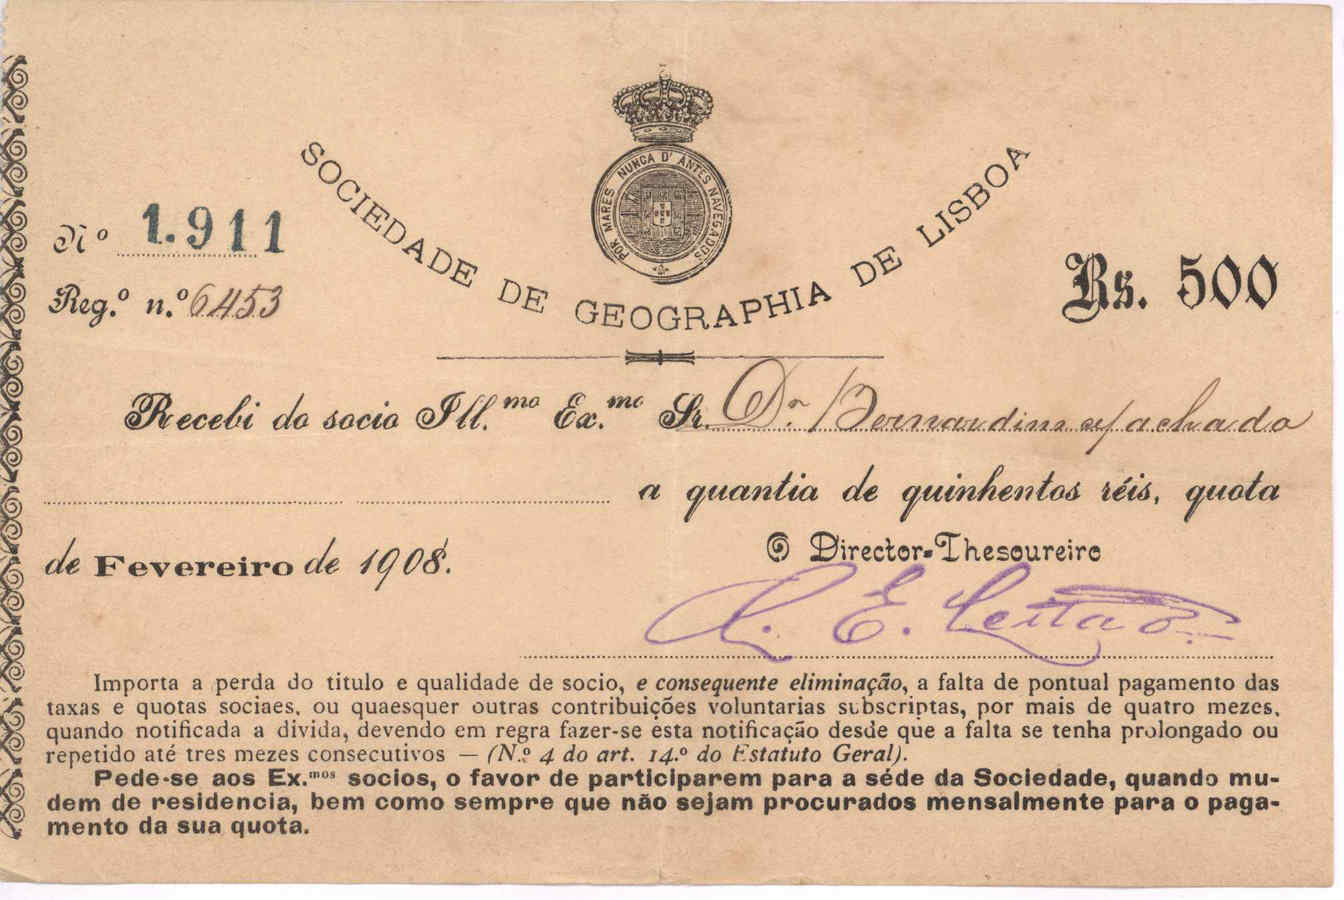 POR MARES NUNCA D' ANTES NAVEGADOS
SOCIEDADE DE GEOGRAPHIA DE LISBOA
Nº 1.911
Reg.º n.º 6453
Rs. 500
Recebi do socio Ill.mo Ex.mo Sr. Dr Bernardino Machado
a quantia de quinhentos réis, quota
de Fevereiro de 1908.
O Director-Thesoureiro
C. E. Leitão
Importa a perda do titulo e qualidade de socio, e consequente eliminação, a falta de pontual pagamento das
taxas e quotas sociaes, ou quaesquer outras contribuições voluntarias subscriptas, por mais de quatro mezes,
quando notificada a divida, devendo em regra fazer-se esta notificação desde que a falta se tenha prolongado ou
repetido até tres mezes consecutivos — (N.º 4 do art. 14.º do Estatuto Geral).
Pede-se aos Ex.mos socios, o favor de participarem para a séde da Sociedade, quando mu-
dem de residencia, bem como sempre que não sejam procurados mensalmente para o paga-
mento da sua quota.